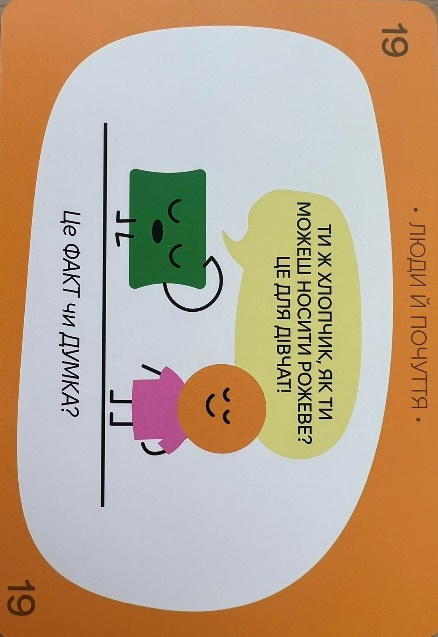 19
• ЛЮДИ Й ПОЧУТТЯ •
ТИ Ж ХЛОПЧИК, ЯК ТИ
МОЖЕШ НОСИТИ РОЖЕВЕ?
ЦЕ ДЛЯ ДІВЧАТ!
Це ФАКТ чи ДУМКА?
19